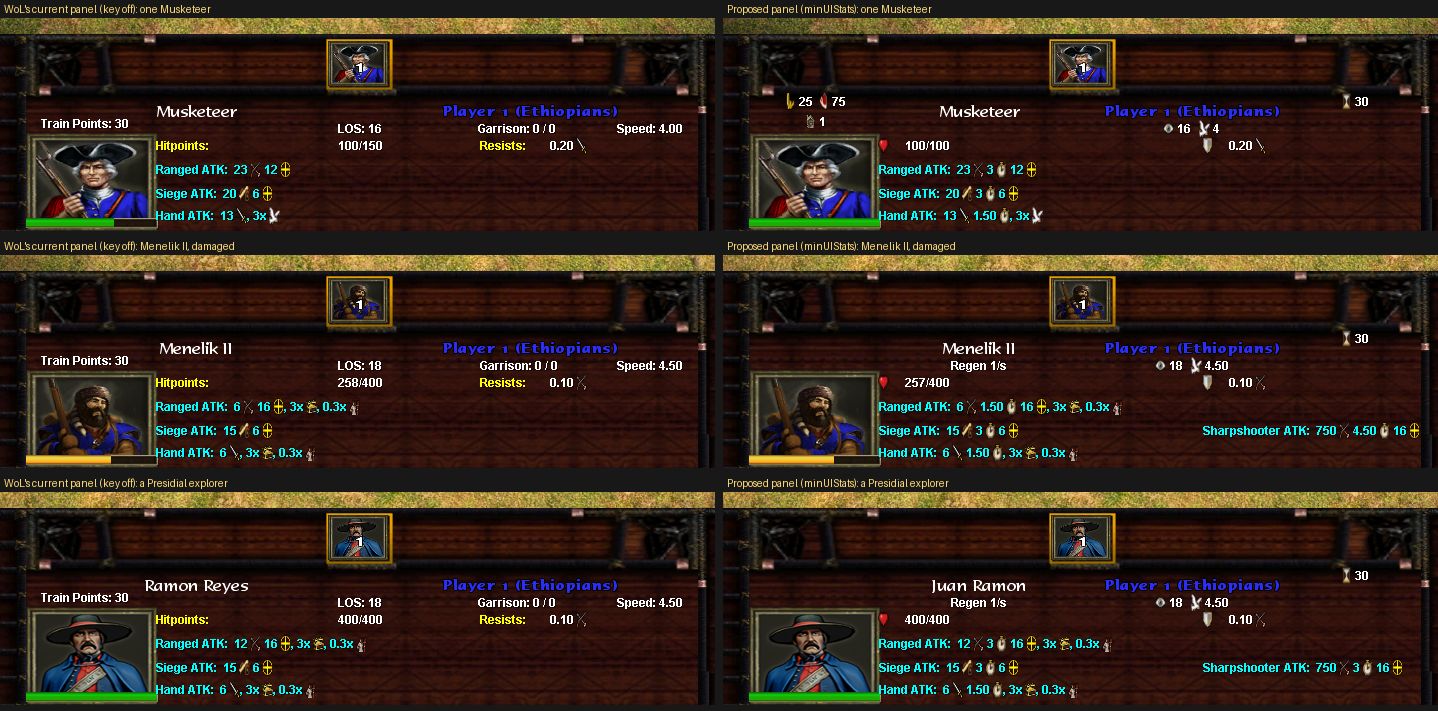 WoL's current panel (key off): one Musketeer
1
Musketeer
Player 1 (Ethiopians)
Train Points: 30
LOS: 16
Garrison: 0 / 0
Speed: 4.00
Hitpoints:
100/150
Resists:
0.20
Ranged ATK: 23 12
Siege ATK: 20 6
Hand ATK: 13 , 3x
Proposed panel (minUIStats): one Musketeer
1
25 75
30
Musketeer
Player 1 (Ethiopians)
1
16 4
100/100
0.20
Ranged ATK: 23 3 12
Siege ATK: 20 3 6
Hand ATK: 13 1.50 , 3x
WoL's current panel (key off): Menelik II, damaged
1
Menelik II
Player 1 (Ethiopians)
Train Points: 30
LOS: 18
Garrison: 0 / 0
Speed: 4.50
Hitpoints:
258/400
Resists:
0.10
Ranged ATK: 6 16 , 3x , 0.3x
Siege ATK: 15 6
Hand ATK: 6 , 3x , 0.3x
Proposed panel (minUIStats): Menelik II, damaged
1
30
Menelik II
Player 1 (Ethiopians)
Regen 1/s
18 4.50
257/400
0.10
Ranged ATK: 6 1.50 16 , 3x , 0.3x
Siege ATK: 15 3 6
Sharpshooter ATK: 750 4.50 16
Hand ATK: 6 1.50 , 3x , 0.3x
WoL's current panel (key off): a Presidial explorer
1
Ramon Reyes
Player 1 (Ethiopians)
Train Points: 30
LOS: 18
Garrison: 0 / 0
Speed: 4.50
Hitpoints:
400/400
Resists:
0.10
Ranged ATK: 12 16 , 3x , 0.3x
Siege ATK: 15 6
Hand ATK: 6 , 3x , 0.3x
Proposed panel (minUIStats): a Presidial explorer
1
30
Juan Ramon
Player 1 (Ethiopians)
Regen 1/s
18 4.50
400/400
0.10
Ranged ATK: 12 3 16 , 3x , 0.3x
Siege ATK: 15 3 6
Sharpshooter ATK: 750 3 16
Hand ATK: 6 1.50 , 3x , 0.3x